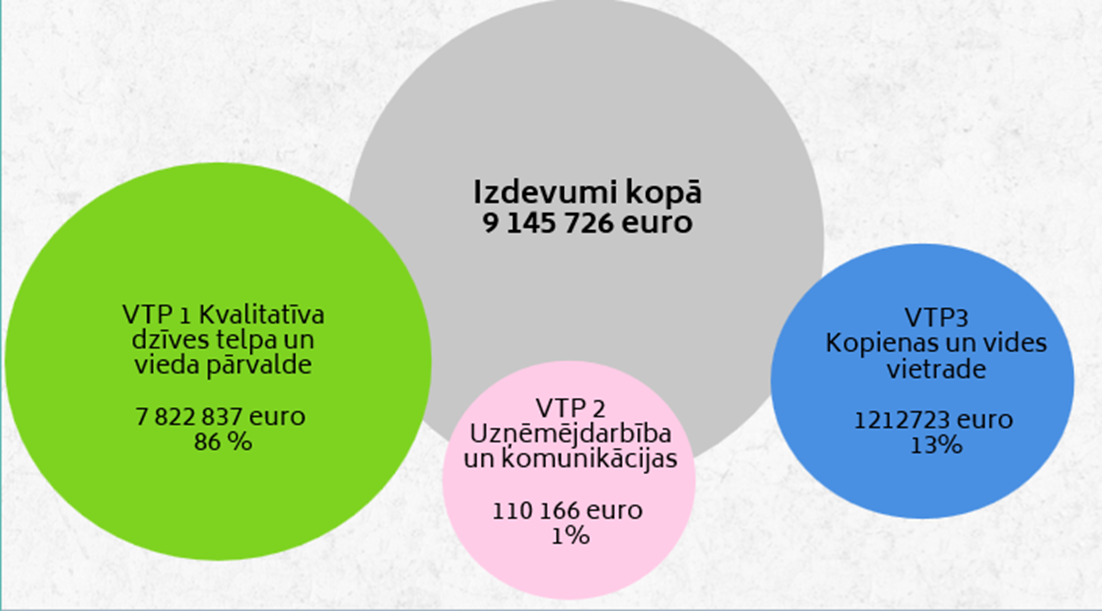 Izdevumi kopā
9 145 726 euro
VTP 1 Kvalitatīva
dzīves telpa un
vieda pārvalde
7 822 837 euro
86 %
VTP 2
Uzņēmējdarbība
un komunikācijas
110 166 euro
1%
VTP3
Kopienas un vides
vietrade
1212723 euro
13%